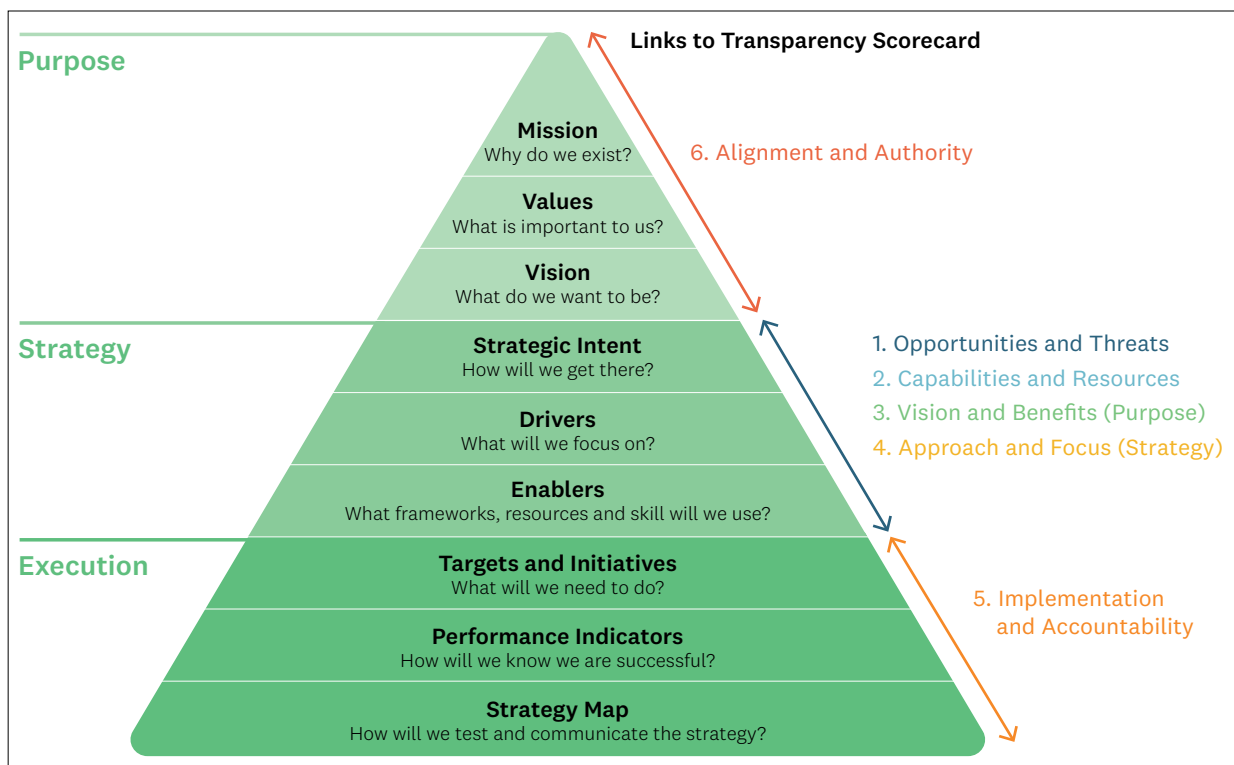 Links to Transparency Scorecard
Purpose
Mission
Why do we exist?
6. Alignment and Authority
Values
What is important to us?
Vision
What do we want to be?
Strategy
Strategic Intent
How will we get there?
1. Opportunities and Threats
2. Capabilities and Resources
3. Vision and Benefits (Purpose)
4. Approach and Focus (Strategy)
Drivers
What will we focus on?
Enablers
What frameworks, resources and skill will we use?
Execution
Targets and Initiatives
What will we need to do?
5. Implementation
and Accountability
Performance Indicators
How will we know we are successful?
Strategy Map
How will we test and communicate the strategy?